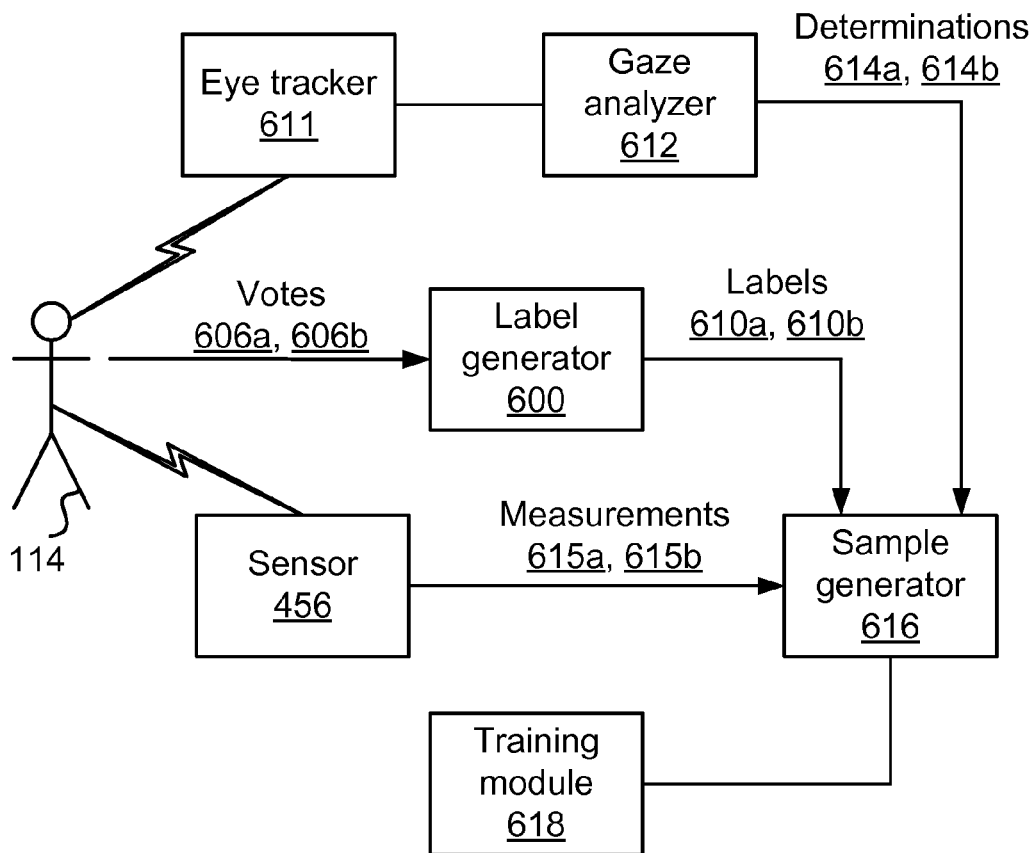 Determinations
614a, 614b
Eye tracker
611
Gaze
analyzer
612
Votes
606a, 606b
Label
generator
600
Labels
610a, 610b
114
Sensor
456
Measurements
615a, 615b
Sample
generator
616
Training
module
618